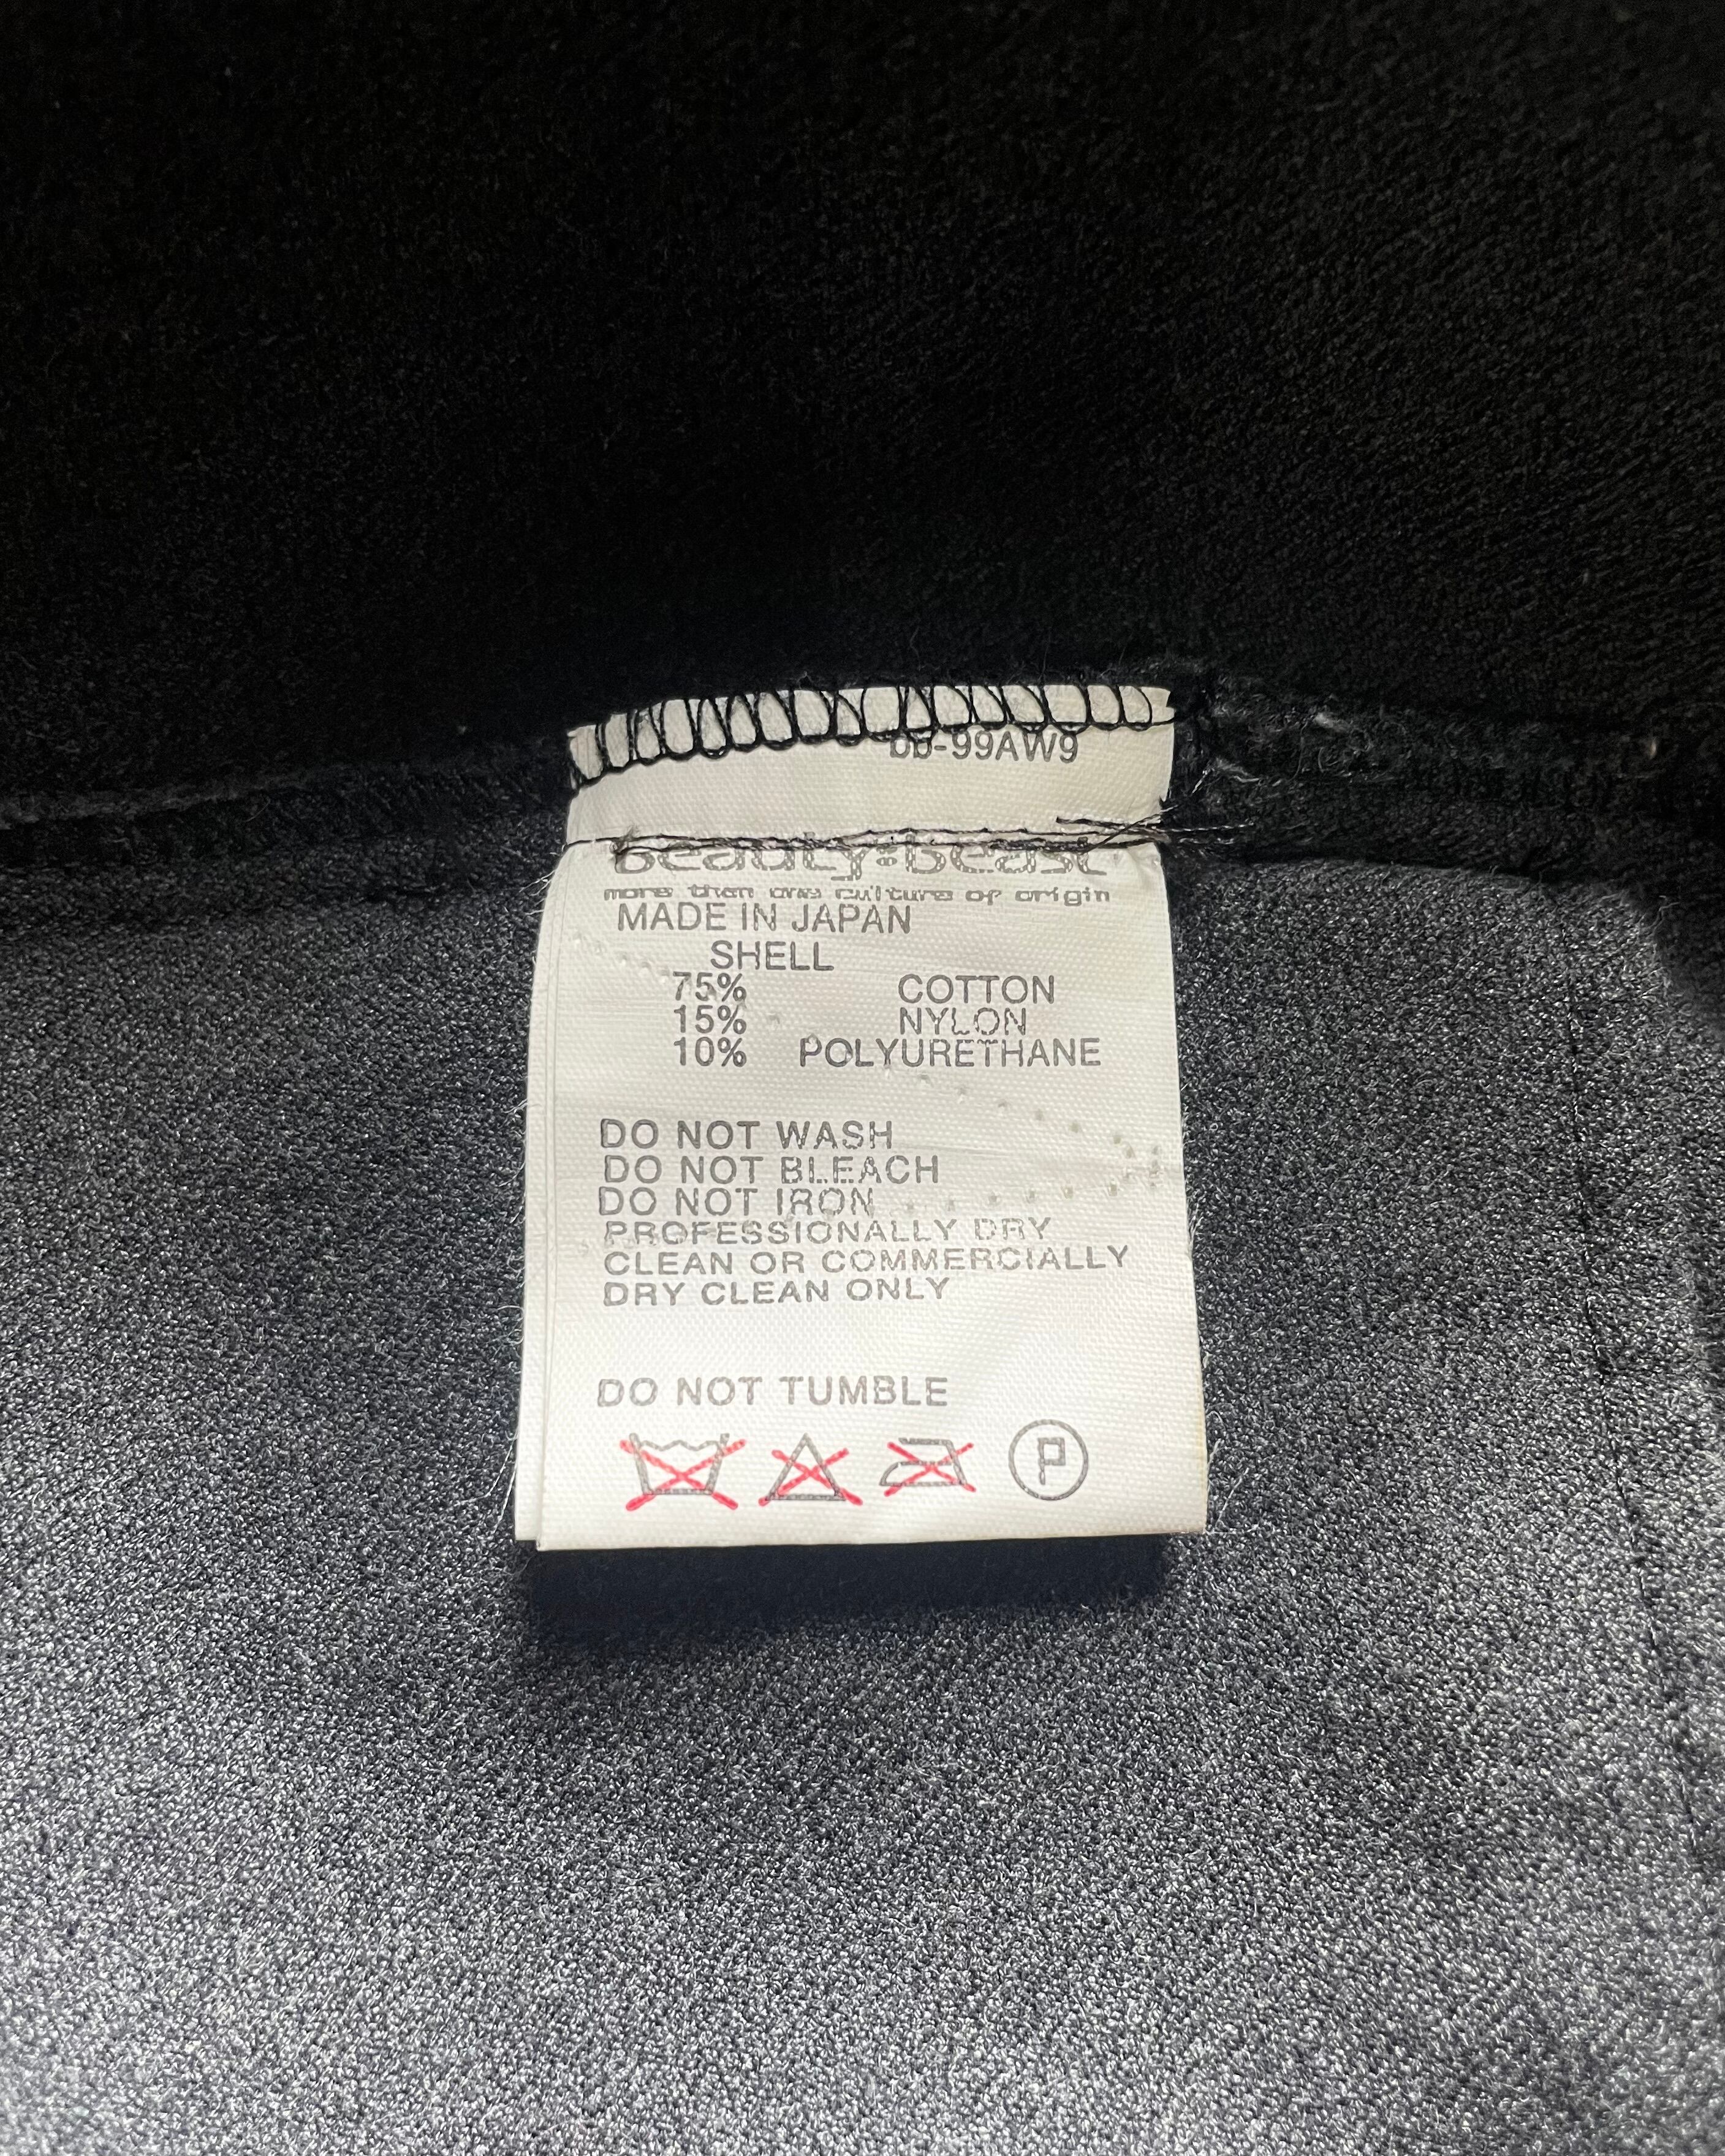 bb-99AW9
beauty:beast
more than one culture of origin
MADE IN JAPAN
SHELL
75% COTTON
15% NYLON
10% POLYURETHANE
DO NOT WASH
DO NOT BLEACH
DO NOT IRON
PROFESSIONALLY DRY
CLEAN OR COMMERCIALLY
DRY CLEAN ONLY
DO NOT TUMBLE
P